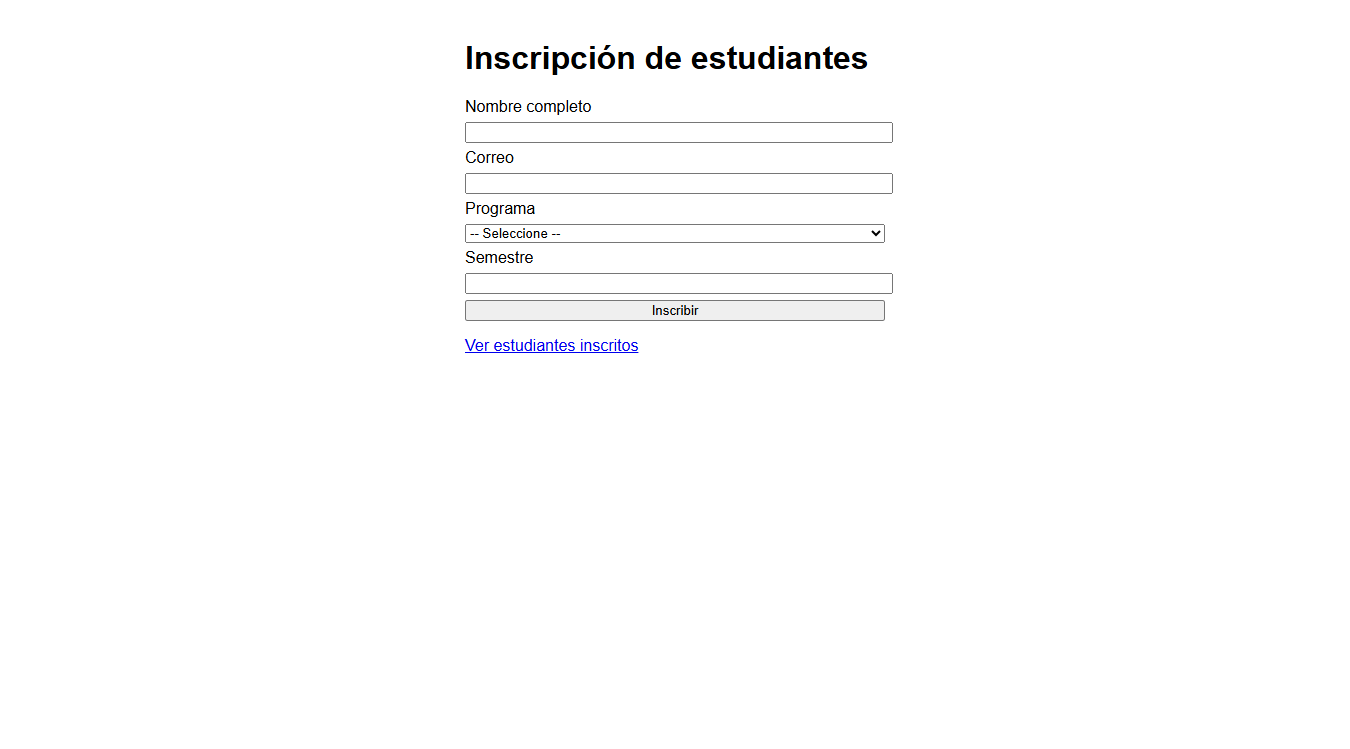 Inscripción de estudiantes
Nombre completo
Correo
Programa
-- Seleccione --
Semestre
Inscribir
Ver estudiantes inscritos